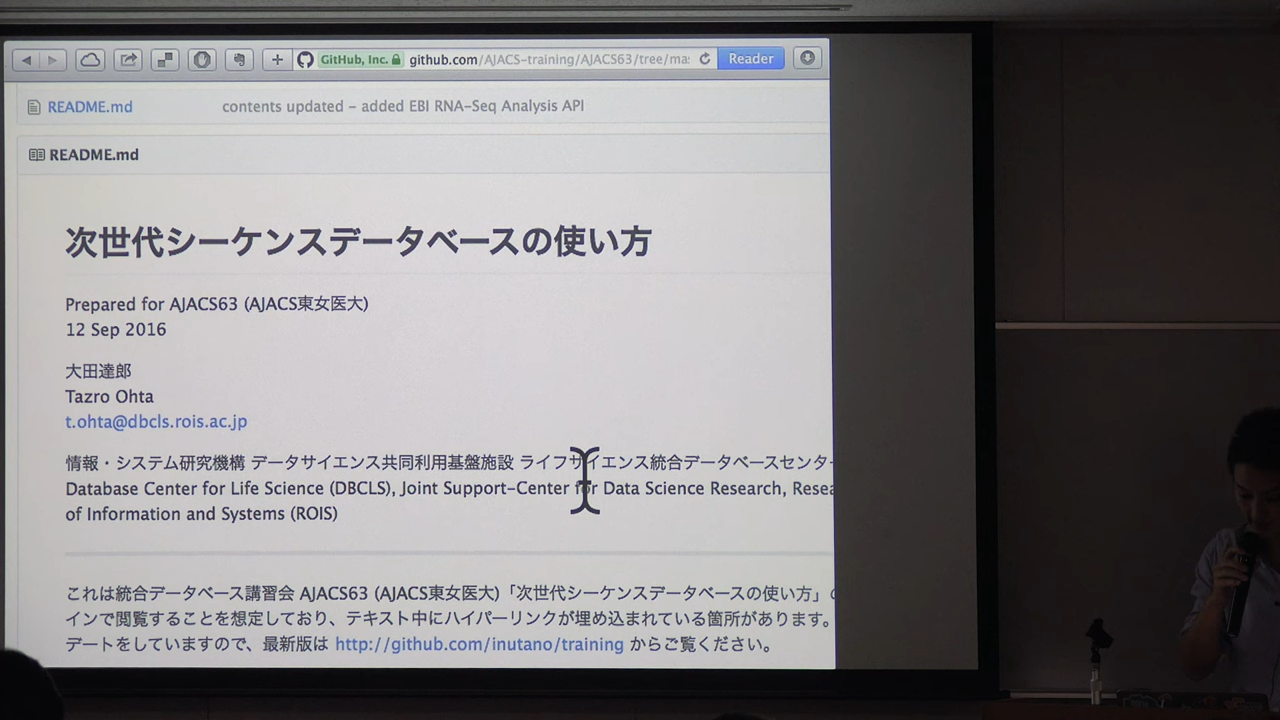 GitHub, Inc. github.com/AJACS-training/AJACS63/tree/ma Reader
README.md contents updated – added EBI RNA-Seq Analysis API
README.md
次世代シーケンスデータベースの使い方
Prepared for AJACS63 (AJACS東女医大)
12 Sep 2016
大田達郎
Tazro Ohta
t.ohta@dbcls.rois.ac.jp
情報・システム研究機構 データサイエンス共同利用基盤施設 ライフサイエンス統合データベースセンター
Database Center for Life Science (DBCLS), Joint Support-Center for Data Science Research, Resea
of Information and Systems (ROIS)
これは統合データベース講習会 AJACS63 (AJACS東女医大)「次世代シーケンスデータベースの使い方」の
インで閲覧することを想定しており、テキスト中にハイパーリンクが埋め込まれている箇所があります。
デートをしていますので、最新版は http://github.com/inutano/training からご覧ください。